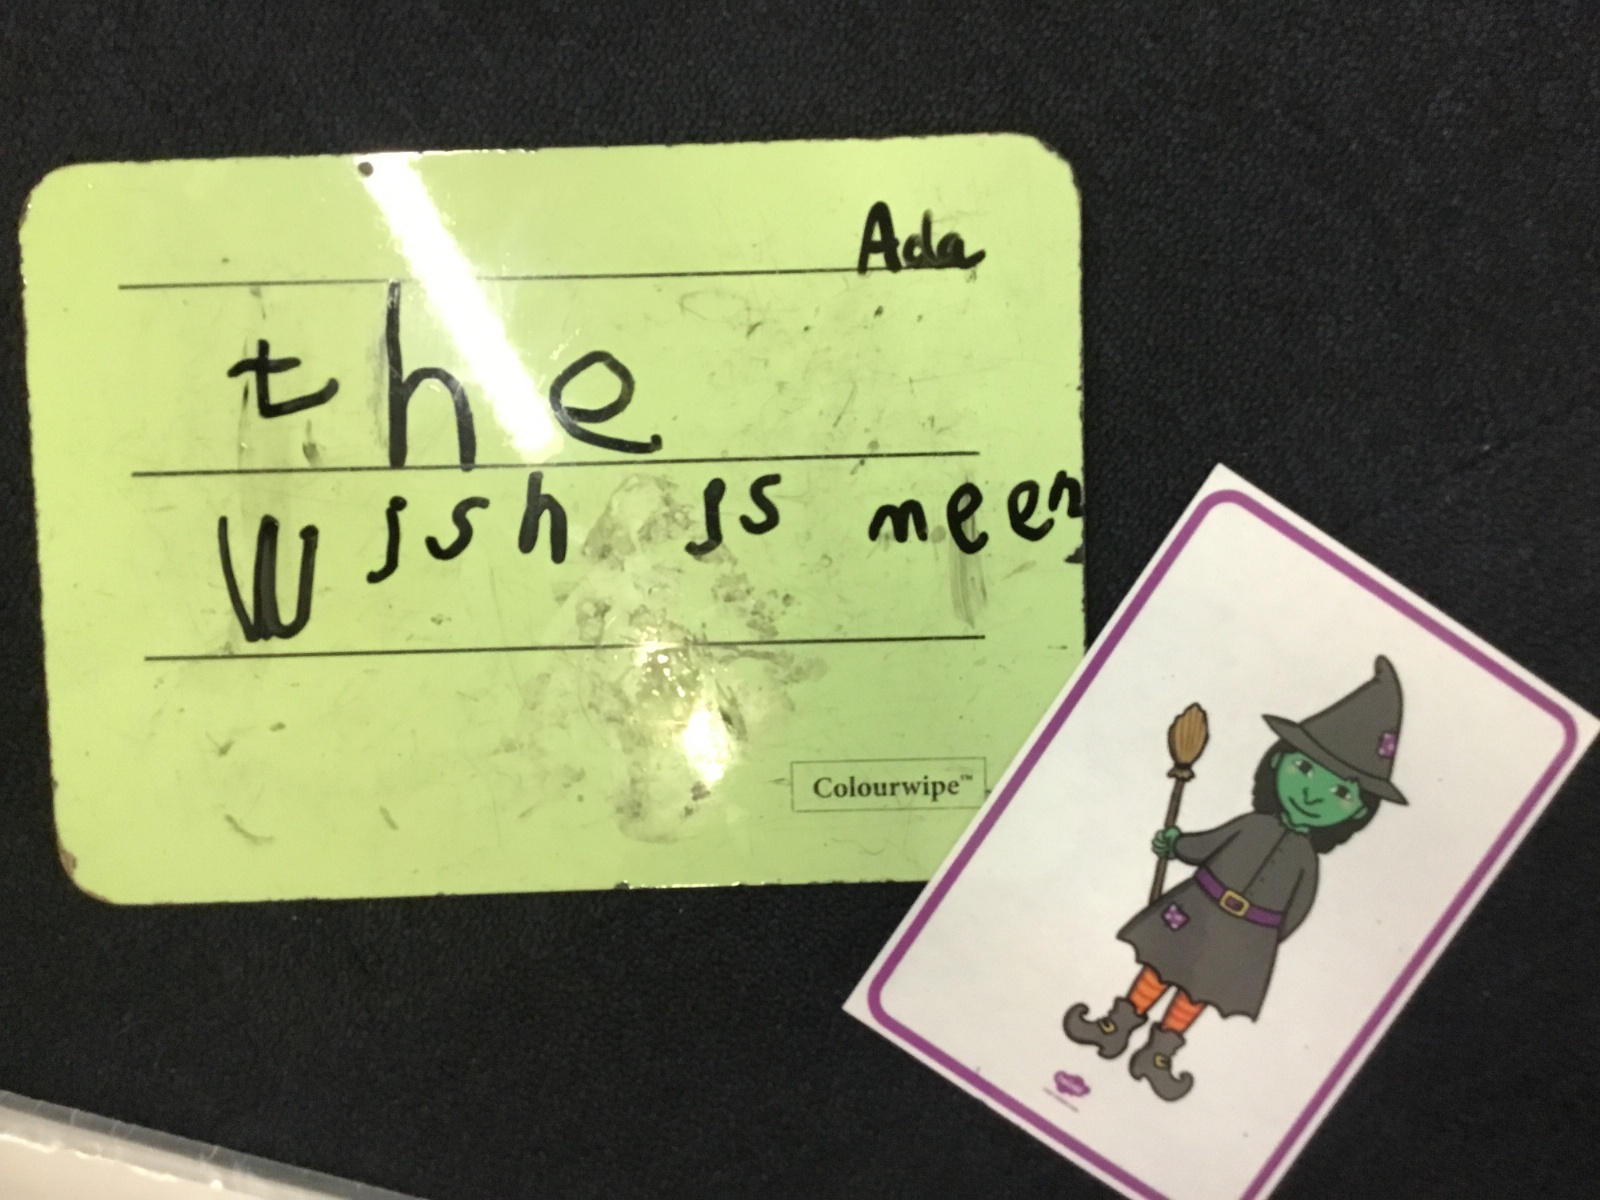 Ada
the
Wish is meen
Colourwipe™